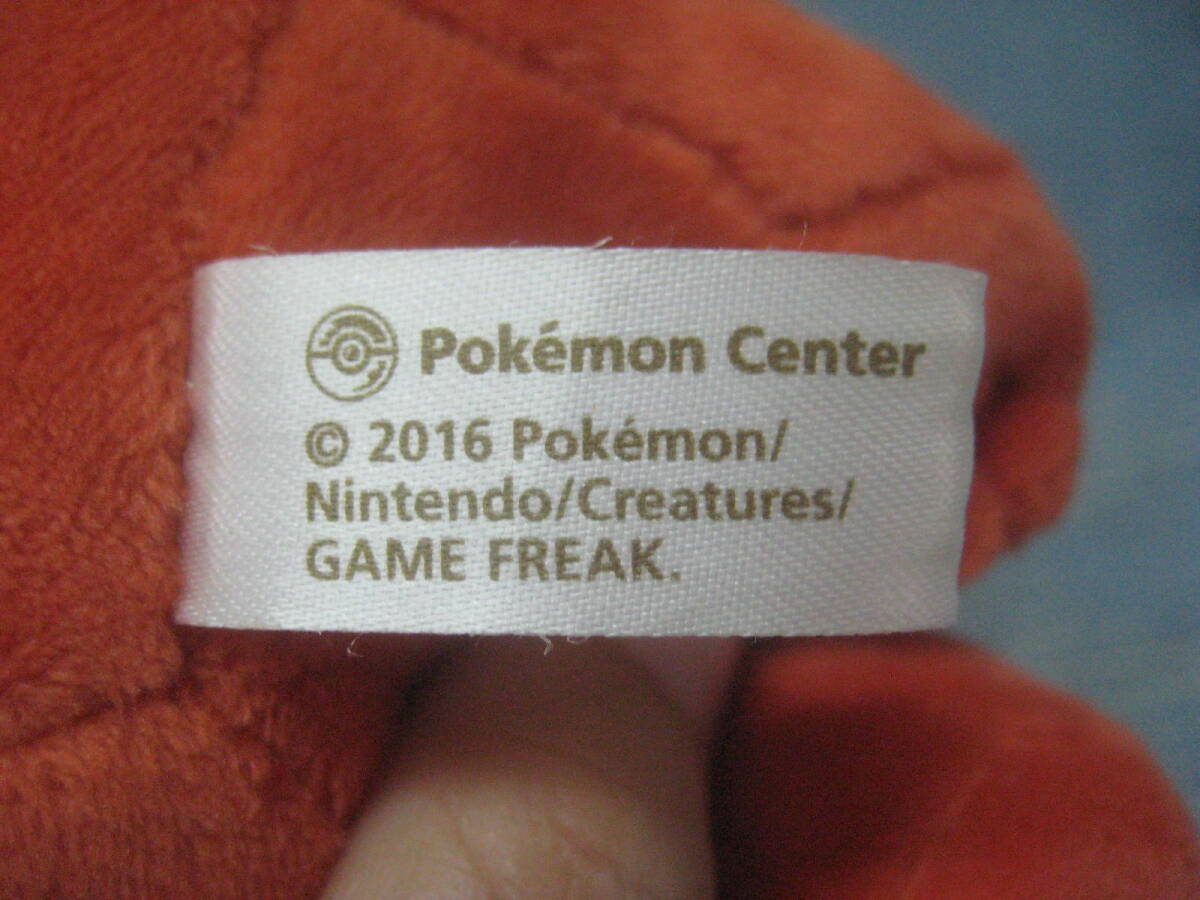 Pokémon Center
© 2016 Pokémon/
Nintendo/Creatures/
GAME FREAK.